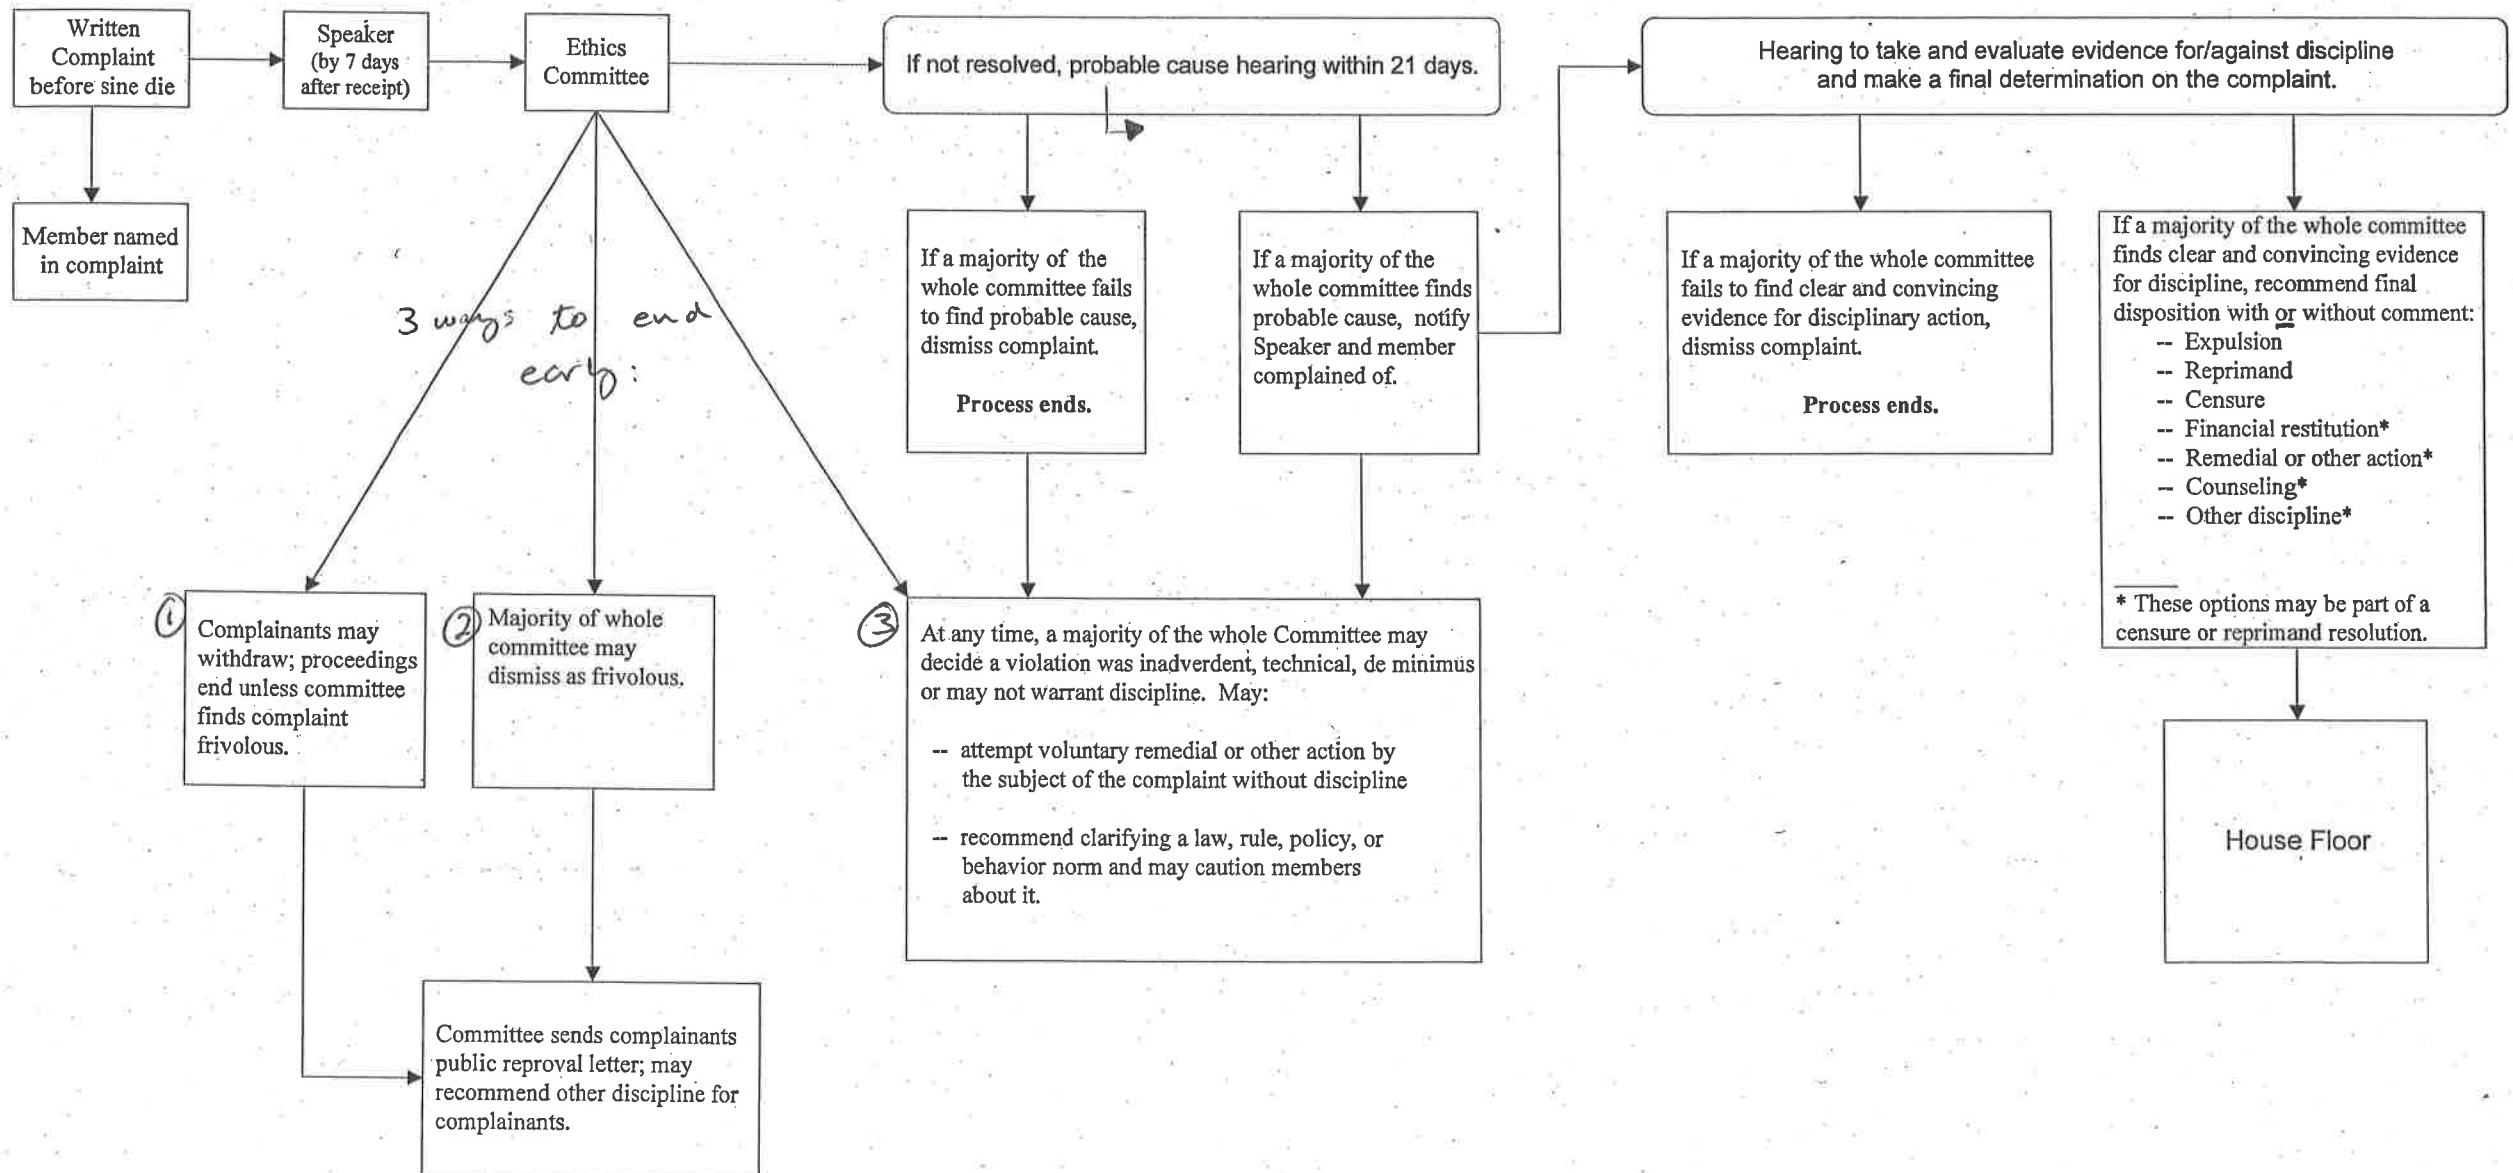 Written
Complaint
before sine die
Speaker
(by 7 days
after receipt)
Ethics
Committee
If not resolved, probable cause hearing within 21 days.
Hearing to take and evaluate evidence for/against discipline
and make a final determination on the complaint.
Member named
in complaint
3 ways to end
early:
If a majority of the
whole committee fails
to find probable cause,
dismiss complaint.
Process ends.
If a majority of the
whole committee finds
probable cause, notify
Speaker and member
complained of.
If a majority of the whole committee
fails to find clear and convincing
evidence for disciplinary action,
dismiss complaint.
Process ends.
If a majority of the whole committee
finds clear and convincing evidence
for discipline, recommend final
disposition with or without comment:
-- Expulsion
-- Reprimand
-- Censure
-- Financial restitution*
-- Remedial or other action*
-- Counseling*
-- Other discipline*
* These options may be part of a
censure or reprimand resolution.
1
Complainants may
withdraw; proceedings
end unless committee
finds complaint
frivolous.
2
Majority of whole
committee may
dismiss as frivolous.
3
At any time, a majority of the whole Committee may
decide a violation was inadverdent, technical, de minimus
or may not warrant discipline. May:
-- attempt voluntary remedial or other action by
the subject of the complaint without discipline
-- recommend clarifying a law, rule, policy, or
behavior norm and may caution members
about it.
House Floor
Committee sends complainants
public reproval letter; may
recommend other discipline for
complainants.